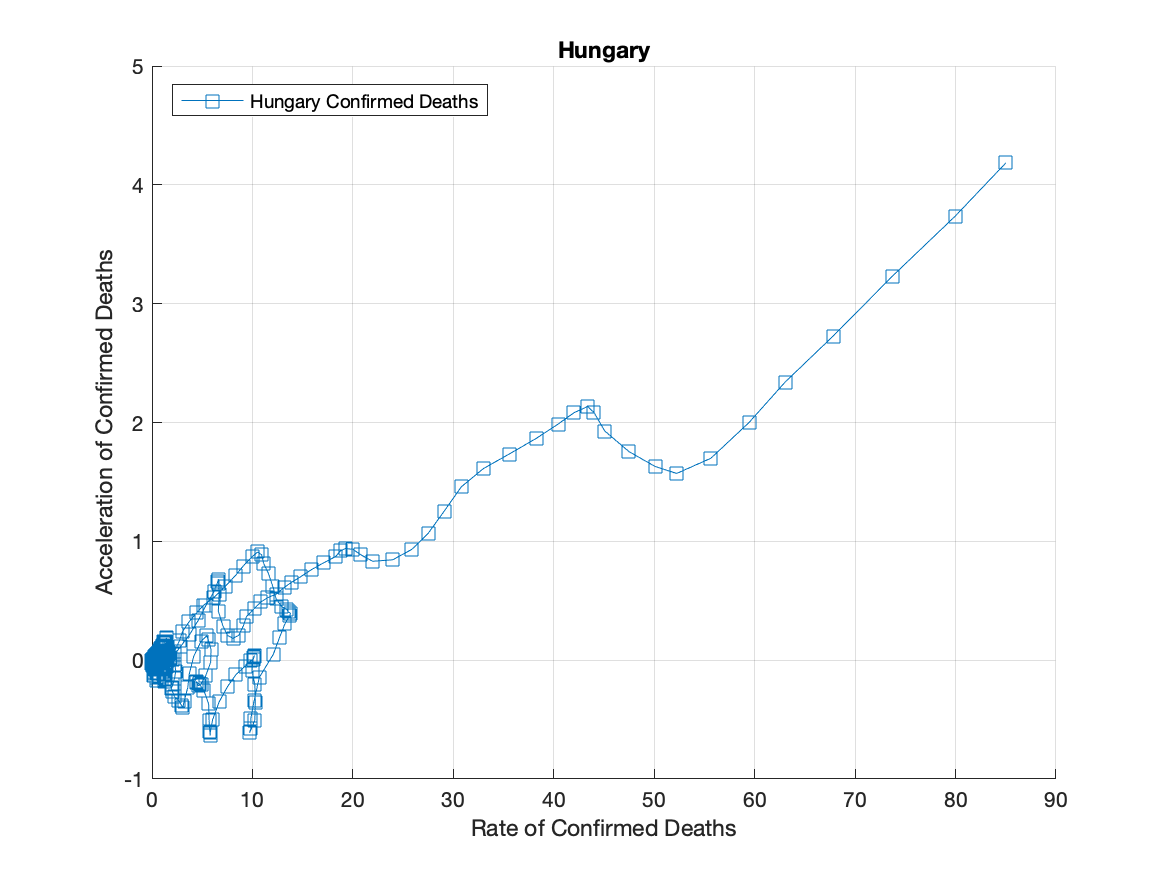 Hungary
Hungary Confirmed Deaths
5
4
3
2
1
0
-1
Acceleration of Confirmed Deaths
0 10 20 30 40 50 60 70 80 90
Rate of Confirmed Deaths